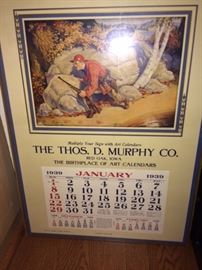 Multiply Your Sign with Art Calendars
THE THOS. D. MURPHY CO.
RED OAK, IOWA
THE BIRTHPLACE OF ART CALENDARS
1939 JANUARY 1939
1 2 3 4 5 6 7
8 9 10 11 12 13 14
15 16 17 18 19 20 21
22 23 24 25 26 27 28
29 30 31